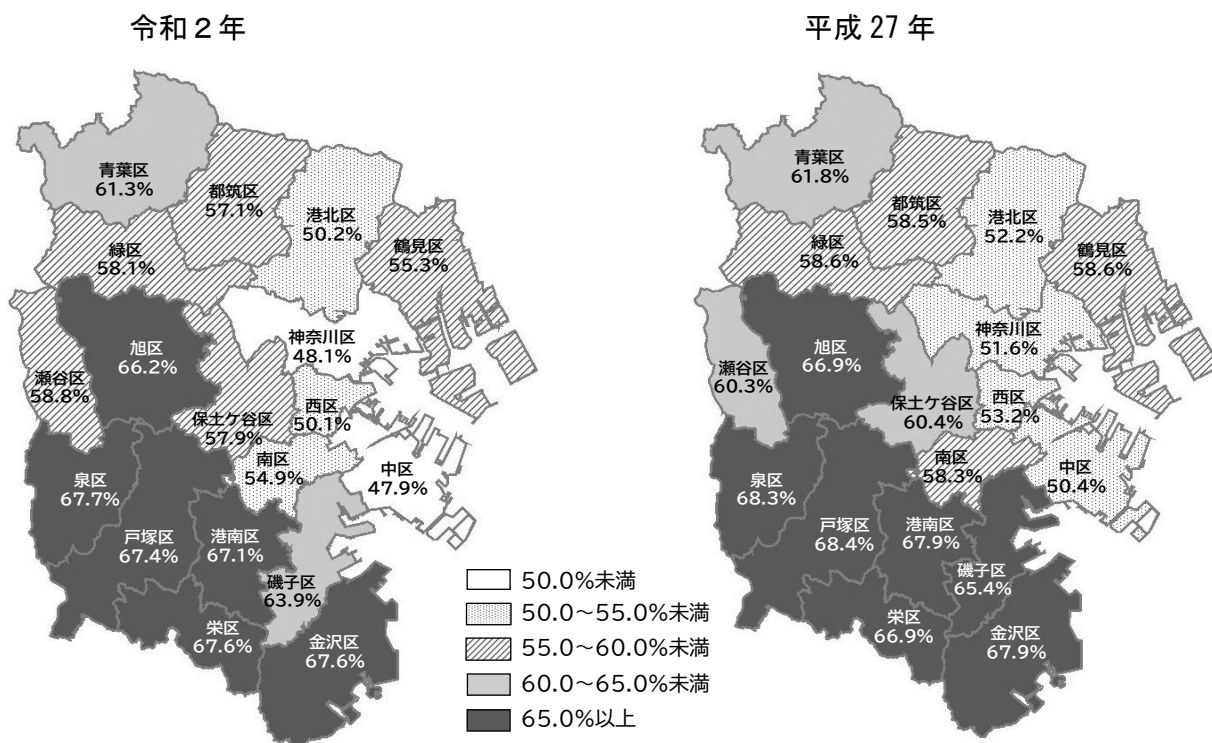 令和２年
青葉区
61.3%
都筑区
57.1%
港北区
50.2%
緑区
58.1%
鶴見区
55.3%
神奈川区
48.1%
旭区
66.2%
瀬谷区
58.8%
西区
50.1%
保土ケ谷区
57.9%
南区
54.9%
中区
47.9%
泉区
67.7%
戸塚区
67.4%
港南区
67.1%
磯子区
63.9%
栄区
67.6%
金沢区
67.6%
50.0%未満
50.0～55.0%未満
55.0～60.0%未満
60.0～65.0%未満
65.0%以上
平成 27 年
青葉区
61.8%
都筑区
58.5%
港北区
52.2%
緑区
58.6%
鶴見区
58.6%
神奈川区
51.6%
旭区
66.9%
瀬谷区
60.3%
西区
53.2%
保土ケ谷区
60.4%
南区
58.3%
中区
50.4%
泉区
68.3%
戸塚区
68.4%
港南区
67.9%
磯子区
65.4%
栄区
66.9%
金沢区
67.9%